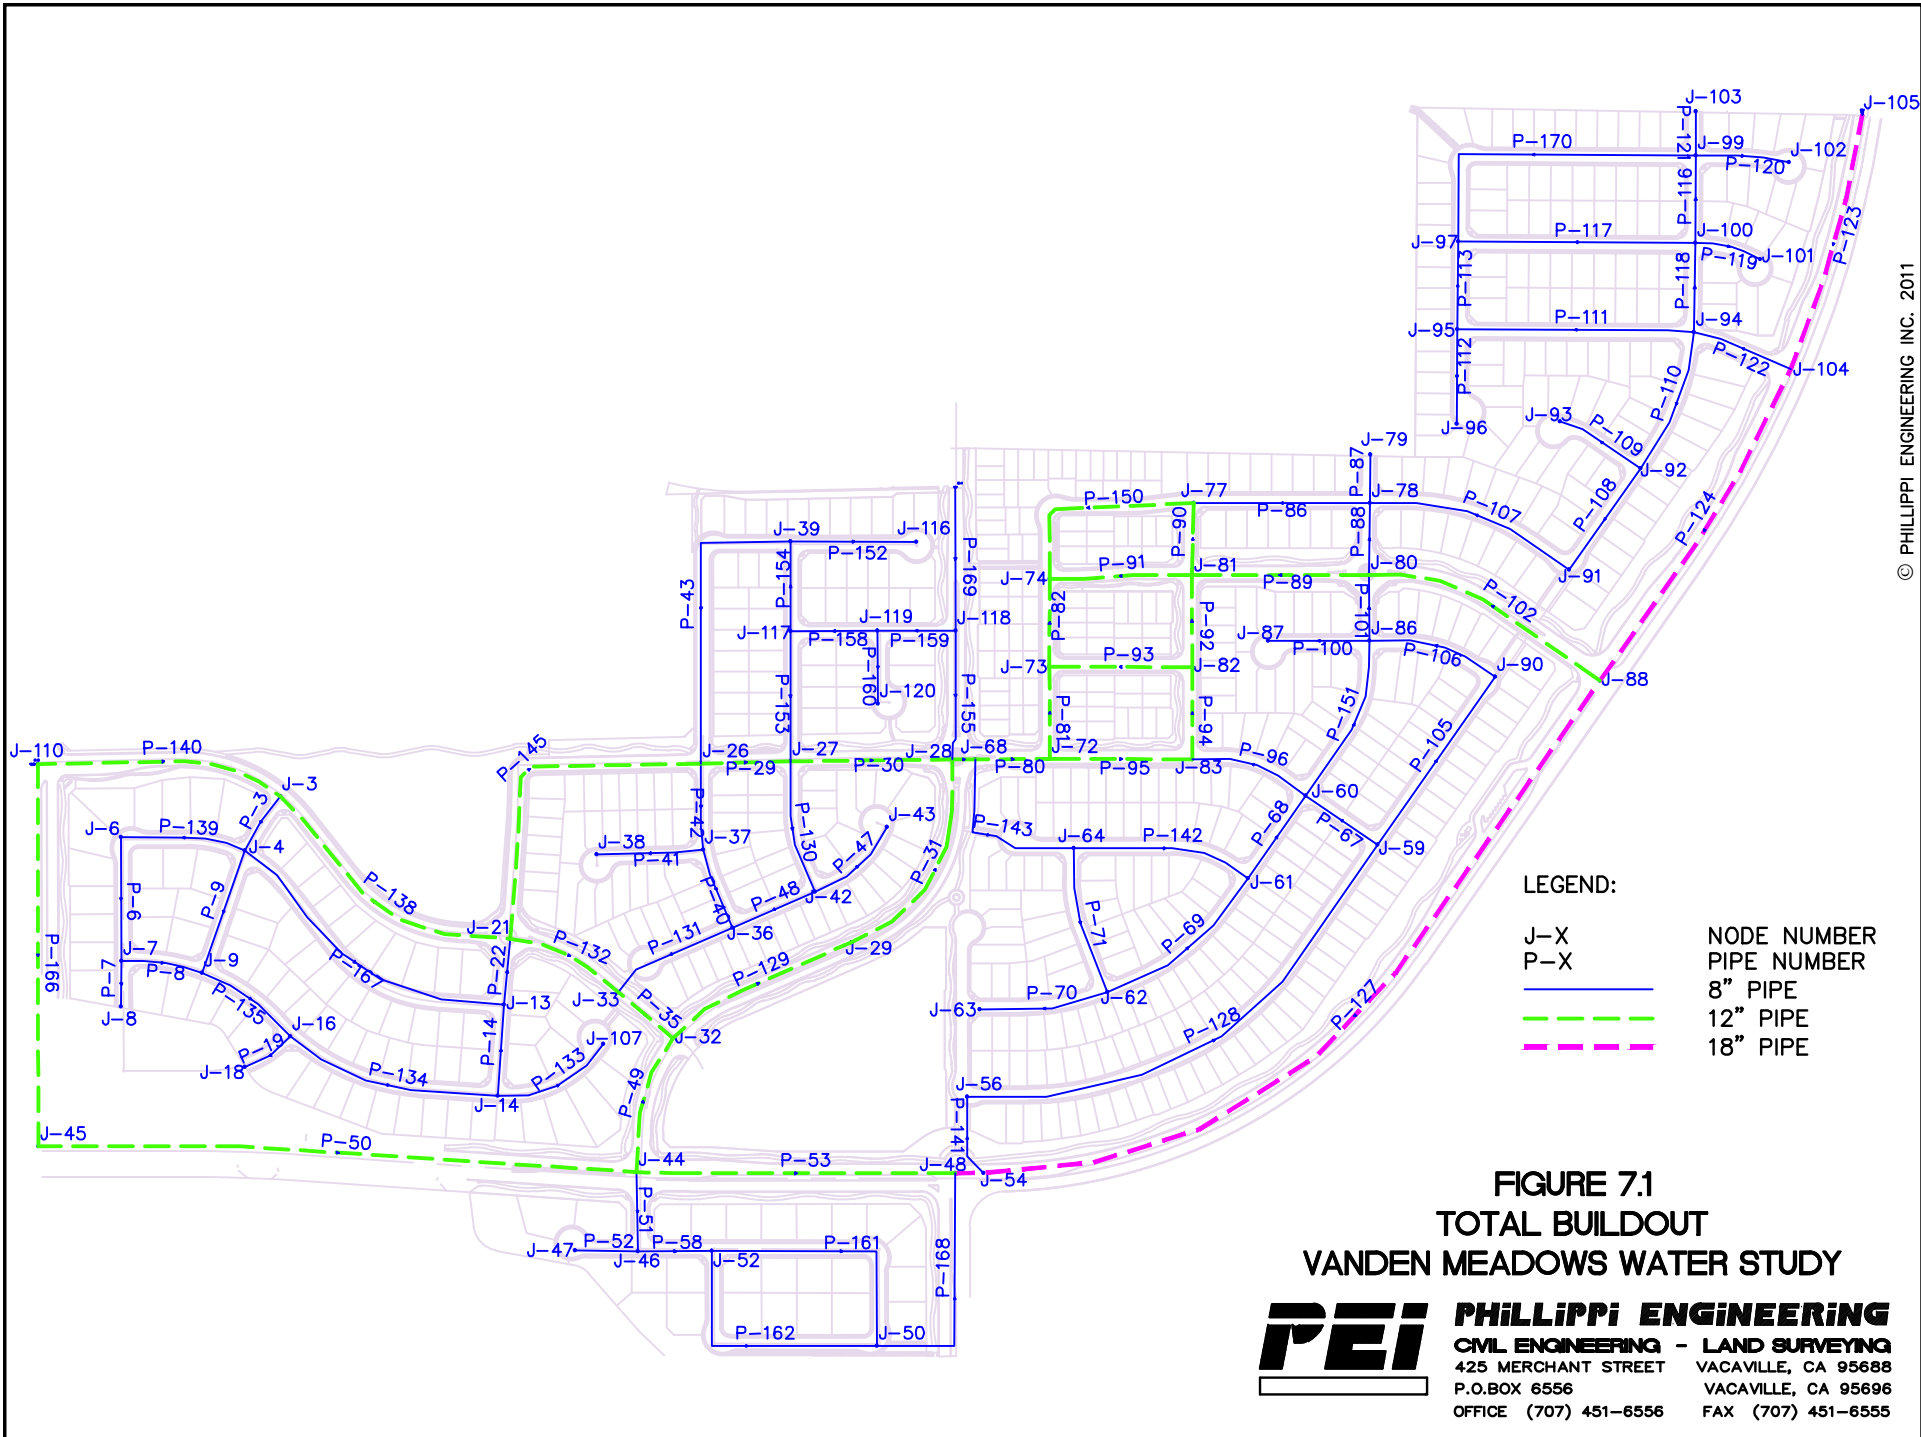 J-103
J-105
P-121
P-170
J-99
J-102
P-120
P-116
P-123
J-97
P-117
J-100
J-101
P-119
P-113
P-118
J-95
P-111
J-94
P-122
J-104
P-112
P-110
J-96
J-93
P-109
J-92
P-108
P-124
J-79
P-87
J-77
P-150
P-90
P-86
J-78
P-88
P-107
J-91
J-39
J-116
P-152
P-154
P-43
P-169
J-74
P-91
J-81
P-89
J-80
P-102
P-82
P-101
J-117
P-158
J-119
P-159
J-118
P-92
J-87
P-100
J-86
P-106
J-90
J-88
J-73
P-93
J-82
P-160
J-120
P-153
P-155
P-81
P-94
P-151
P-105
J-110
P-140
P-145
J-26
P-29
J-27
P-30
J-28
J-68
P-80
J-72
P-95
J-83
P-96
J-3
P-3
J-6
P-139
J-4
P-42
J-38
P-41
J-37
P-130
J-43
P-47
P-31
P-143
J-64
P-142
P-68
J-60
P-67
J-59
J-61
P-6
P-9
P-138
J-21
P-132
P-40
P-48
J-42
J-36
P-131
P-129
J-29
P-71
P-69
P-166
J-7
P-8
J-9
P-7
J-8
P-135
P-167
P-22
J-13
J-33
P-35
J-32
J-63
P-70
J-62
P-127
P-128
J-16
P-19
J-18
P-134
P-14
J-14
P-133
J-107
P-49
J-56
P-141
J-45
P-50
J-44
P-53
J-48
J-54
P-51
J-47
P-52
P-58
J-46
J-52
P-161
P-162
J-50
P-168
LEGEND:
J-X NODE NUMBER
P-X PIPE NUMBER
8" PIPE
12" PIPE
18" PIPE
© PHILLIPPI ENGINEERING INC. 2011
FIGURE 7.1
TOTAL BUILDOUT
VANDEN MEADOWS WATER STUDY
PEI
PHiLLiPPi ENGiNEERiNG
CIVIL ENGINEERING - LAND SURVEYING
425 MERCHANT STREET VACAVILLE, CA 95688
P.O.BOX 6556 VACAVILLE, CA 95696
OFFICE (707) 451-6556 FAX (707) 451-6555